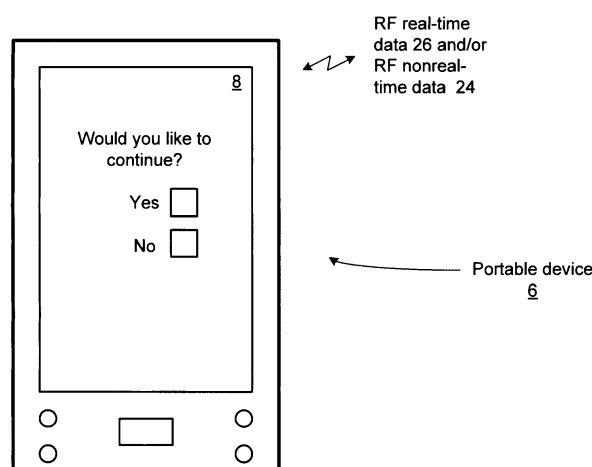 RF real-time
data 26 and/or
RF nonreal-
time data 24
8
Would you like to
continue?
Yes
No
Portable device
6